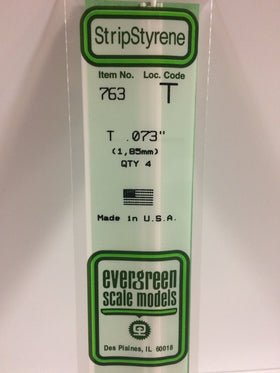 StripStyrene
Item No. Loc. Code
763 T
T .073"
(1,85mm)
QTY 4
Made in U.S.A.
evergreen
scale models
Des Plaines, IL 60018